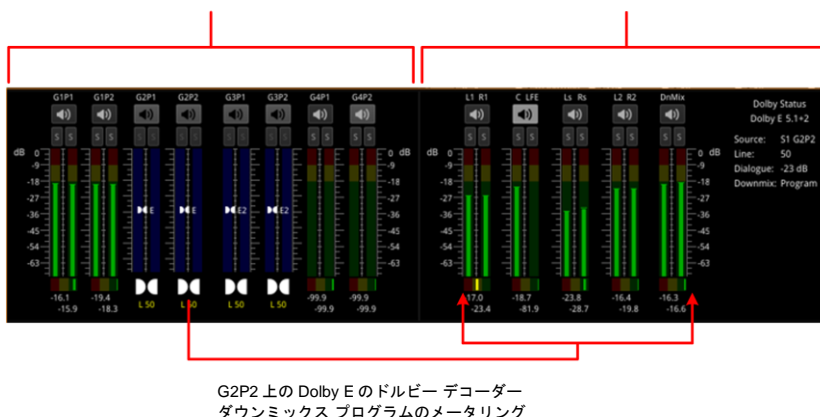 G1P1 G1P2 G2P1 G2P2 G3P1 G3P2 G4P1 G4P2 L1 R1 C LFE Ls Rs L2 R2 DnMix
Dolby Status
Dolby E 5.1+2
S S S S S S S S S S S S S S S S S S S S S S S S S S
Source: S1 G2P2
Line: 50
Dialogue: -23 dB
Downmix: Program
dB 0 0 dB dB 0 0 dB
-9 -9 -9 -9
-18 -18 -18 -18
-27 -27 -27 -27
-36 E E E2 E2 -36 -36 -36
-45 -45 -45 -45
-54 -54 -54 -54
-63 -63 -63 -63
-16.1 -19.4 L 50 L 50 L 50 L 50 -99.9 -99.9 -17.0 -18.7 -23.8 -16.4 -16.3
-15.9 -18.3 -99.9 -99.9 -23.4 -81.9 -28.7 -19.8 -16.6
G2P2 上の Dolby E のドルビー デコーダー
ダウンミックス プログラムのメータリング